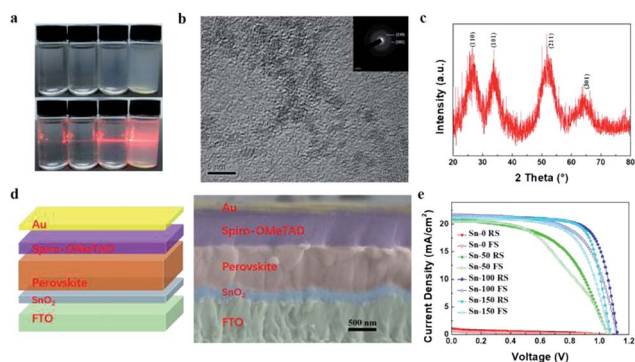 a
b
(110)
(101)
5 nm
c
(110)
(101)
(211)
(301)
Intensity (a.u.)
20 30 40 50 60 70 80
2 Theta (°)
d
Au
Spiro-OMeTAD
Perovskite
SnO2
FTO
Au
Spiro-OMeTAD
Perovskite
SnO2
FTO
500 nm
e
Current Density (mA/cm²)
25
20
15
10
5
0
Sn-0 RS
Sn-0 FS
Sn-50 RS
Sn-50 FS
Sn-100 RS
Sn-100 FS
Sn-150 RS
Sn-150 FS
0.0 0.2 0.4 0.6 0.8 1.0 1.2
Voltage (V)